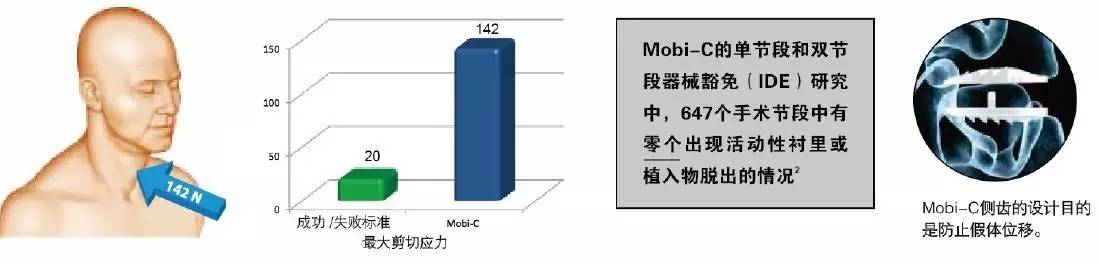 142 N
142
150
100
50
20
0
成功/失败标准
Mobi-C
最大剪切应力
Mobi-C的单节段和双节
段器械豁免（IDE）研究
中，647个手术节段中有
零个出现活动性衬里或
植入物脱出的情况2
Mobi-C侧齿的设计目的
是防止假体位移。